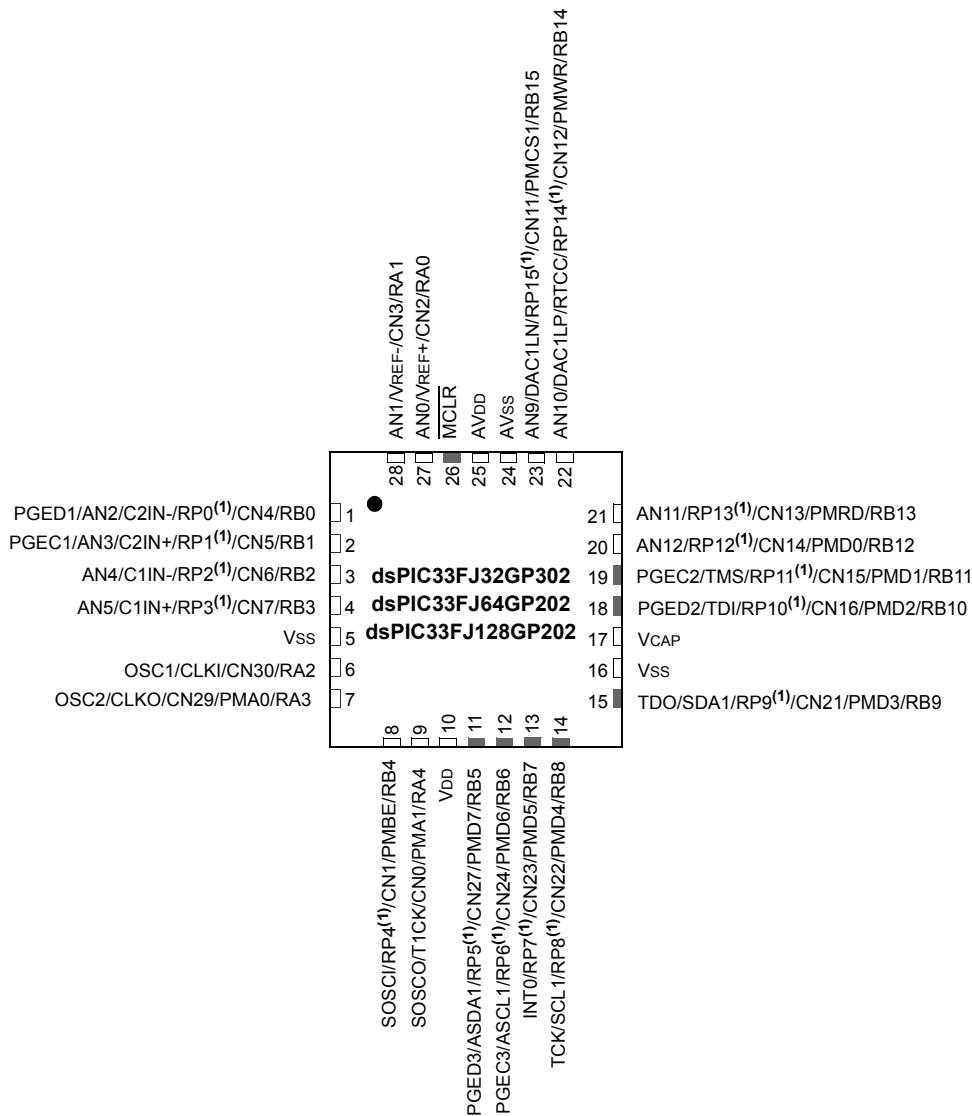 AN1/VREF-/CN3/RA1
AN0/VREF+/CN2/RA0
MCLR
AVDD
AVSS
AN9/DAC1LN/RP15(1)/CN11/PMCS1/RB15
AN10/DAC1LP/RTCC/RP14(1)/CN12/PMWR/RB14
28
27
26
25
24
23
22
PGED1/AN2/C2IN-/RP0(1)/CN4/RB0 1
PGEC1/AN3/C2IN+/RP1(1)/CN5/RB1 2
AN4/C1IN-/RP2(1)/CN6/RB2 3
AN5/C1IN+/RP3(1)/CN7/RB3 4
VSS 5
OSC1/CLKI/CN30/RA2 6
OSC2/CLKO/CN29/PMA0/RA3 7
dsPIC33FJ32GP302
dsPIC33FJ64GP202
dsPIC33FJ128GP202
21 AN11/RP13(1)/CN13/PMRD/RB13
20 AN12/RP12(1)/CN14/PMD0/RB12
19 PGEC2/TMS/RP11(1)/CN15/PMD1/RB11
18 PGED2/TDI/RP10(1)/CN16/PMD2/RB10
17 VCAP
16 VSS
15 TDO/SDA1/RP9(1)/CN21/PMD3/RB9
8
9
10
11
12
13
14
SOSCI/RP4(1)/CN1/PMBE/RB4
SOSCO/T1CK/CN0/PMA1/RA4
VDD
PGED3/ASDA1/RP5(1)/CN27/PMD7/RB5
PGEC3/ASCL1/RP6(1)/CN24/PMD6/RB6
INT0/RP7(1)/CN23/PMD5/RB7
TCK/SCL1/RP8(1)/CN22/PMD4/RB8